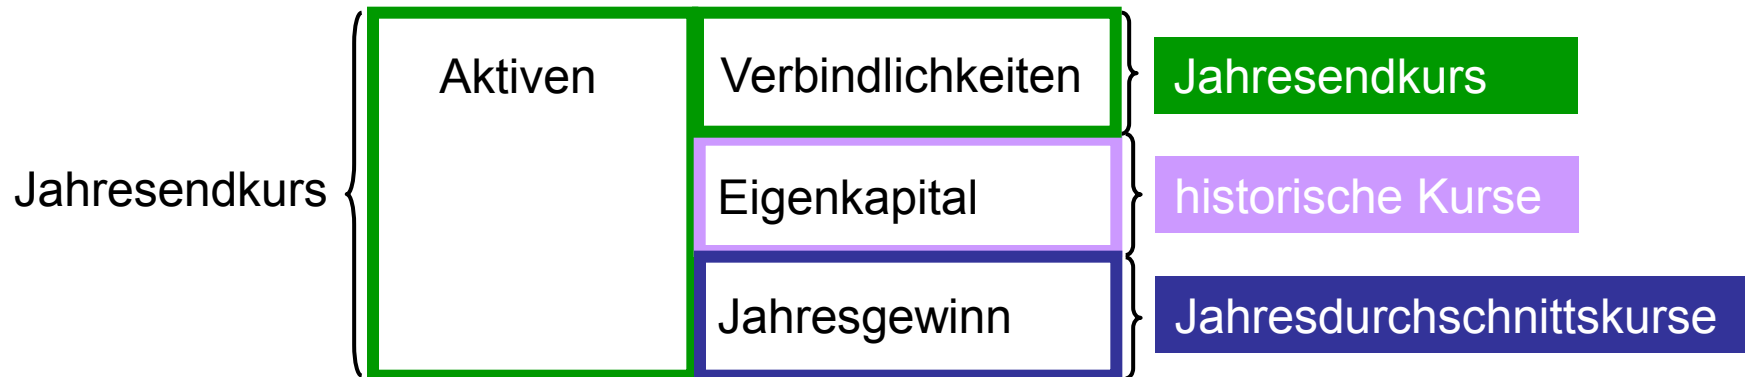 Aktiven
Verbindlichkeiten
Jahresendkurs
Jahresendkurs
Eigenkapital
historische Kurse
Jahresgewinn
Jahresdurchschnittskurse